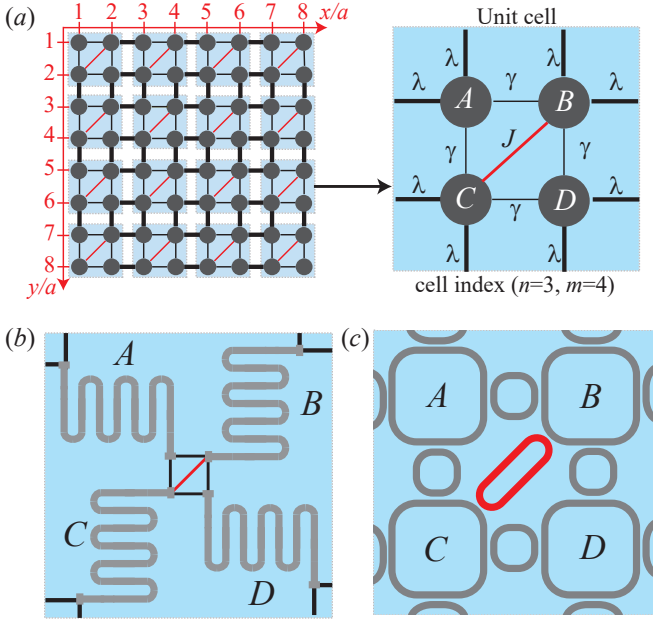 (a)
1 2 3 4 5 6 7 8 x/a
1
2
3
4
5
6
7
8
y/a
Unit cell
λ λ
λ A γ B λ
γ J γ
λ C γ D λ
λ λ
cell index (n=3, m=4)
(b)
A
B
C
D
(c)
A B
C D